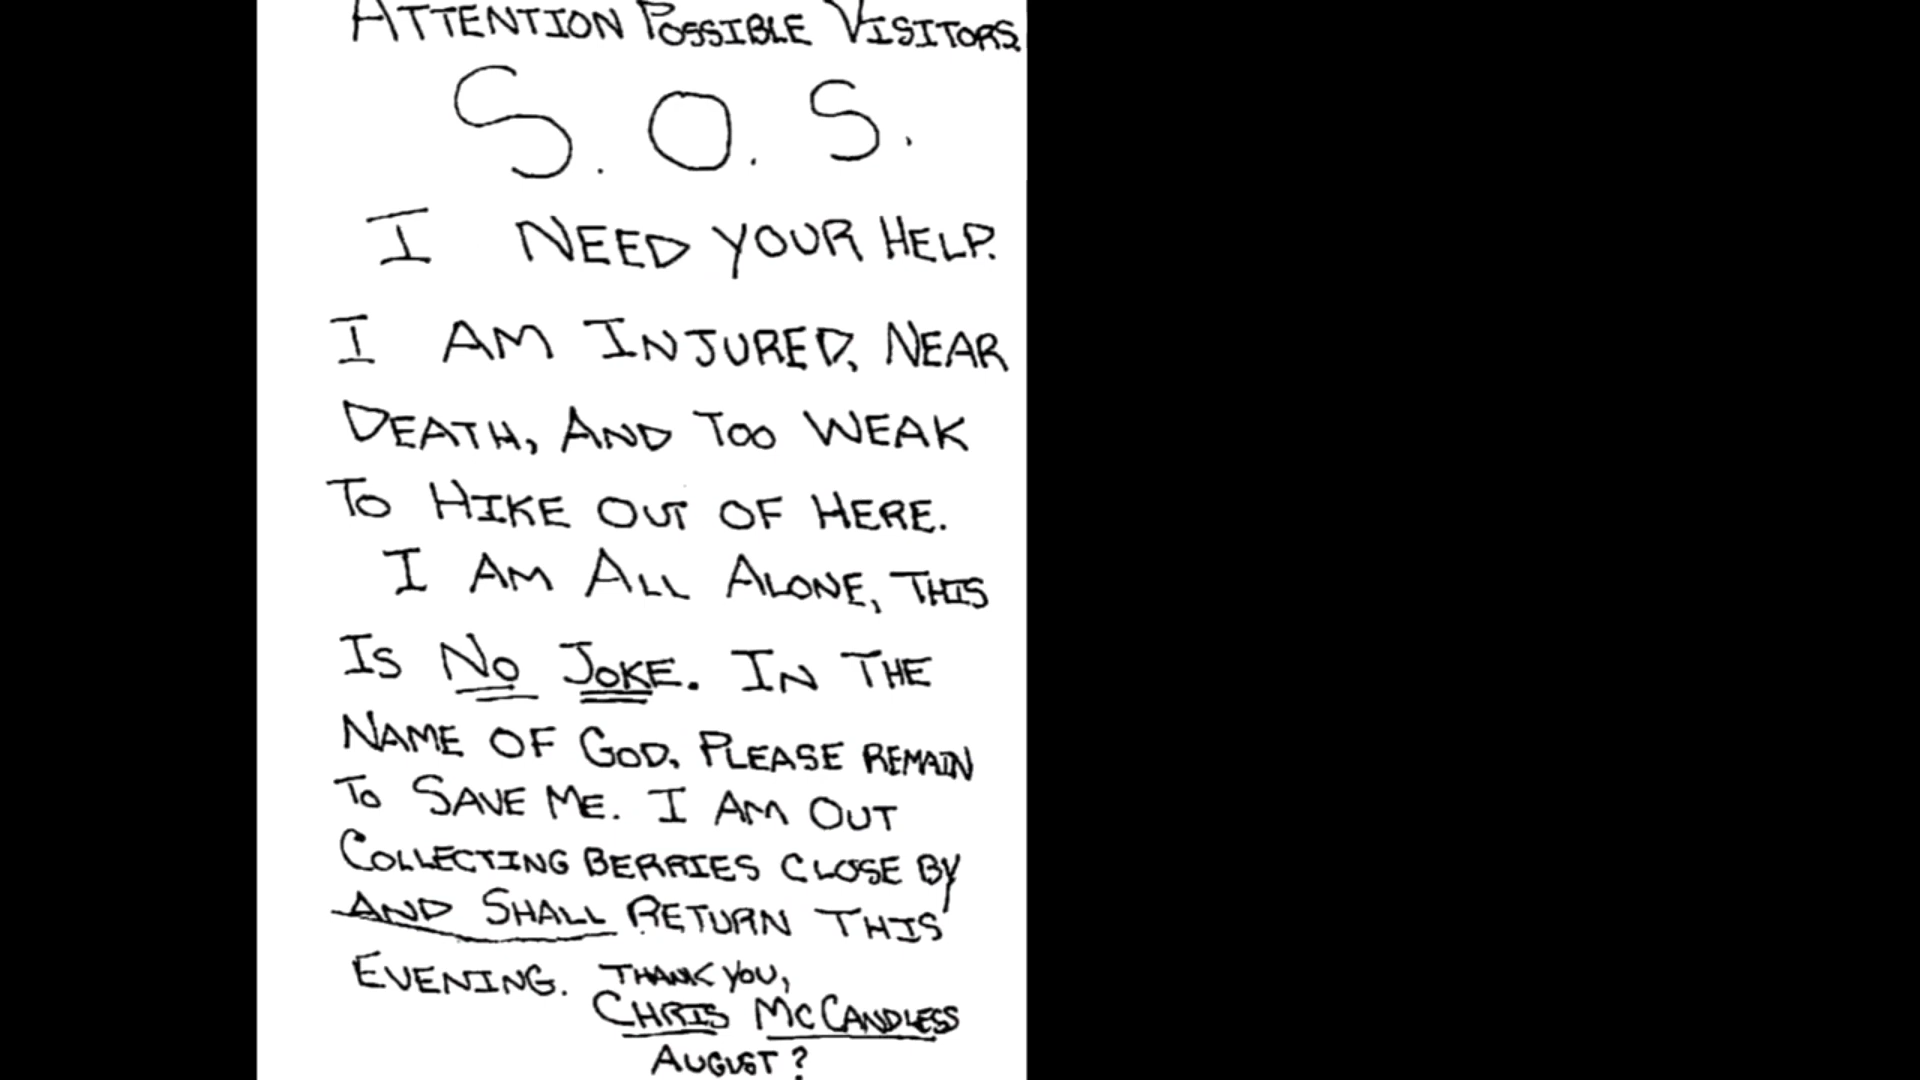 ATTENTION POSSIBLE VISITORS.
S.O.S.
I NEED YOUR HELP.
I AM INJURED, NEAR
DEATH, AND TOO WEAK
TO HIKE OUT OF HERE.
I AM ALL ALONE, THIS
IS NO JOKE. IN THE
NAME OF GOD, PLEASE REMAIN
TO SAVE ME. I AM OUT
COLLECTING BERRIES CLOSE BY
AND SHALL RETURN THIS
EVENING. THANK YOU,
CHRIS MCCANDLESS
AUGUST?